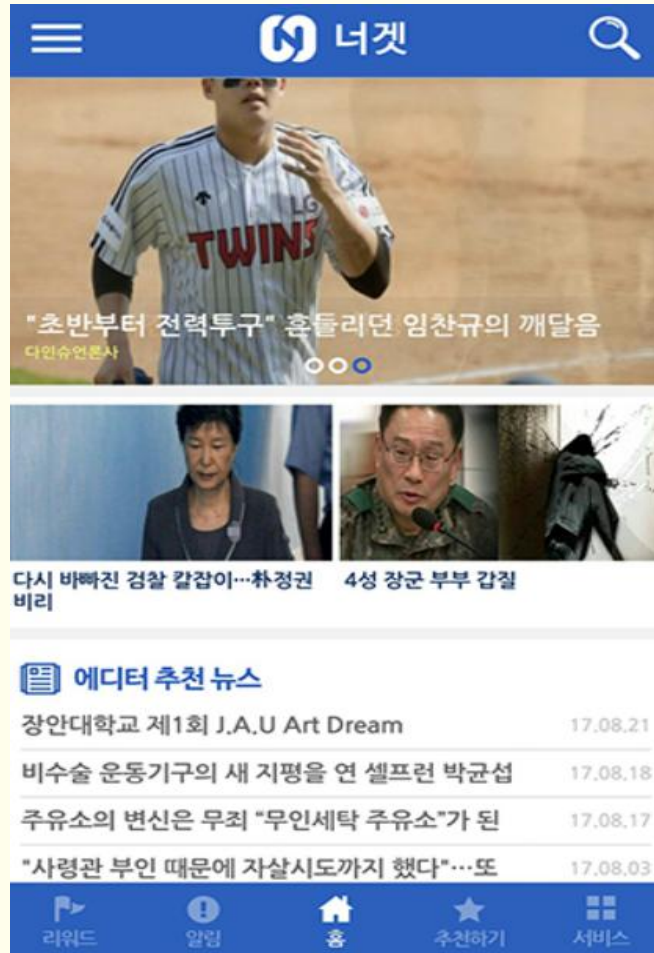 너겟
LG
TWINS
"초반부터 전력투구" 흔들리던 임찬규의 깨달음
다인슈언론사
다시 바빠진 검찰 칼잡이…朴정권
비리
4성 장군 부부 갑질
에디터 추천 뉴스
장안대학교 제1회 J.A.U Art Dream 17.08.21
비수술 운동기구의 새 지평을 연 셀프런 박균섭 17.08.18
주유소의 변신은 무죄 "무인세탁 주유소"가 된 17.08.17
"사령관 부인 때문에 자살시도까지 했다"…또 17.08.03
리워드 알림 홈 추천하기 서비스